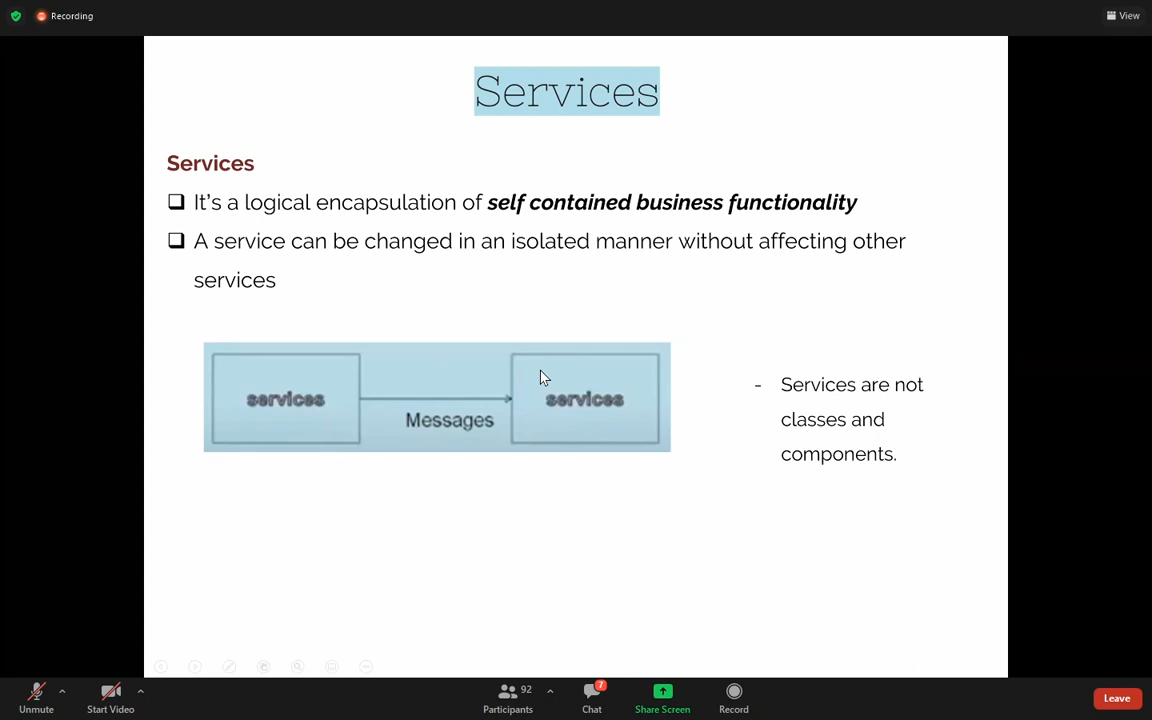 Recording
View
Services
Services
It's a logical encapsulation of self contained business functionality
A service can be changed in an isolated manner without affecting other
services
services
services
Messages
- Services are not
classes and
components.
Unmute
Start Video
92
Participants
7
Chat
Share Screen
Record
Leave